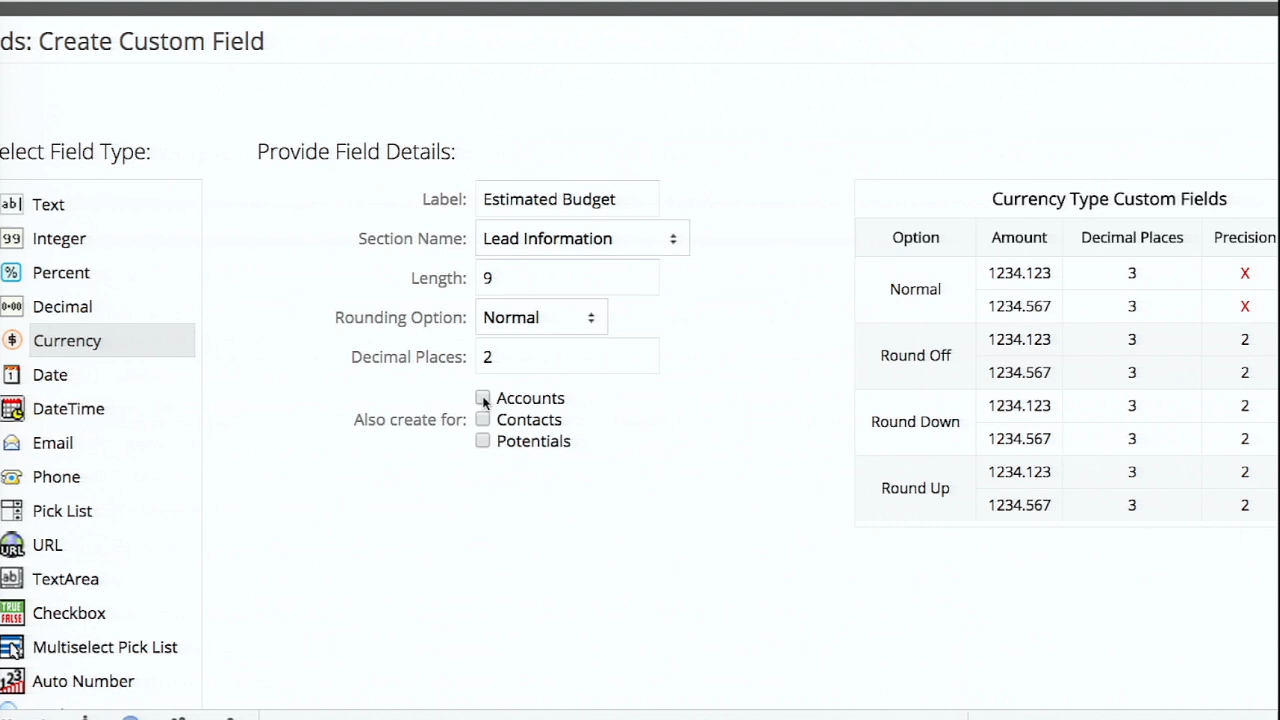 ds: Create Custom Field
elect Field Type:
Text
Integer
Percent
Decimal
Currency
Date
DateTime
Email
Phone
Pick List
URL
TextArea
Checkbox
Multiselect Pick List
Auto Number
Provide Field Details:
Label: Estimated Budget
Section Name: Lead Information
Length: 9
Rounding Option: Normal
Decimal Places: 2
Also create for:
Accounts
Contacts
Potentials
Currency Type Custom Fields
Option Amount Decimal Places Precision
Normal 1234.123 3 X
1234.567 3 X
Round Off 1234.123 3 2
1234.567 3 2
Round Down 1234.123 3 2
1234.567 3 2
Round Up 1234.123 3 2
1234.567 3 2